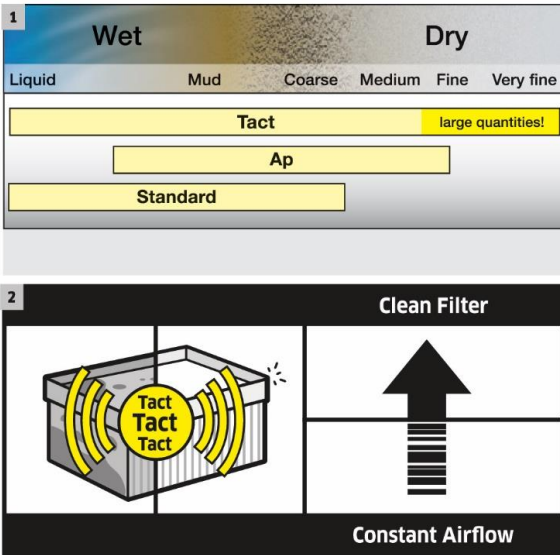 1
Wet Dry
Liquid Mud Coarse Medium Fine Very fine
Tact large quantities!
Ap
Standard
2
Clean Filter
Tact
Tact
Tact
Constant Airflow